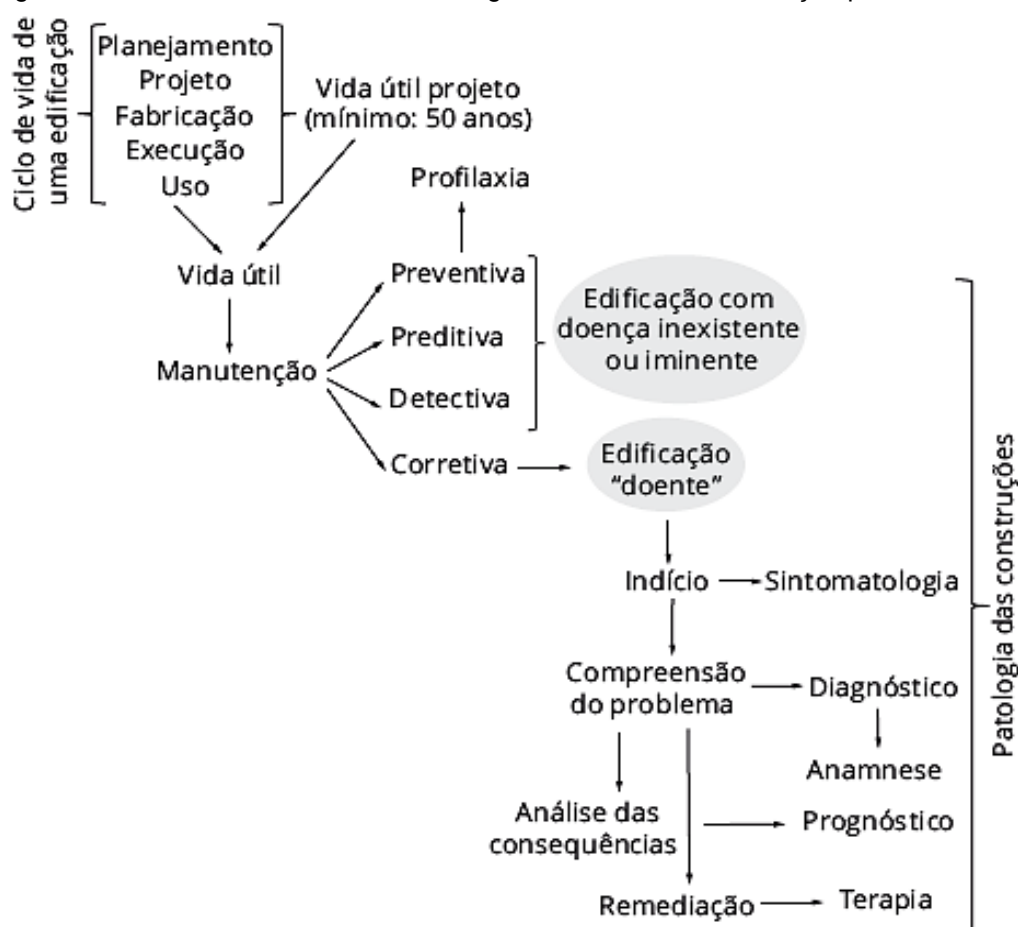 Ciclo de vida de
uma edificação
Planejamento
Projeto
Fabricação
Execução
Uso
Vida útil projeto
(mínimo: 50 anos)
Profilaxia
Vida útil
Preventiva
Edificação com
doença inexistente
ou iminente
Preditiva
Manutenção
Detectiva
Corretiva
Edificação
“doente”
Indício
Sintomatologia
Compreensão
do problema
Diagnóstico
Anamnese
Análise das
consequências
Prognóstico
Remediação
Terapia
Patologia das construções